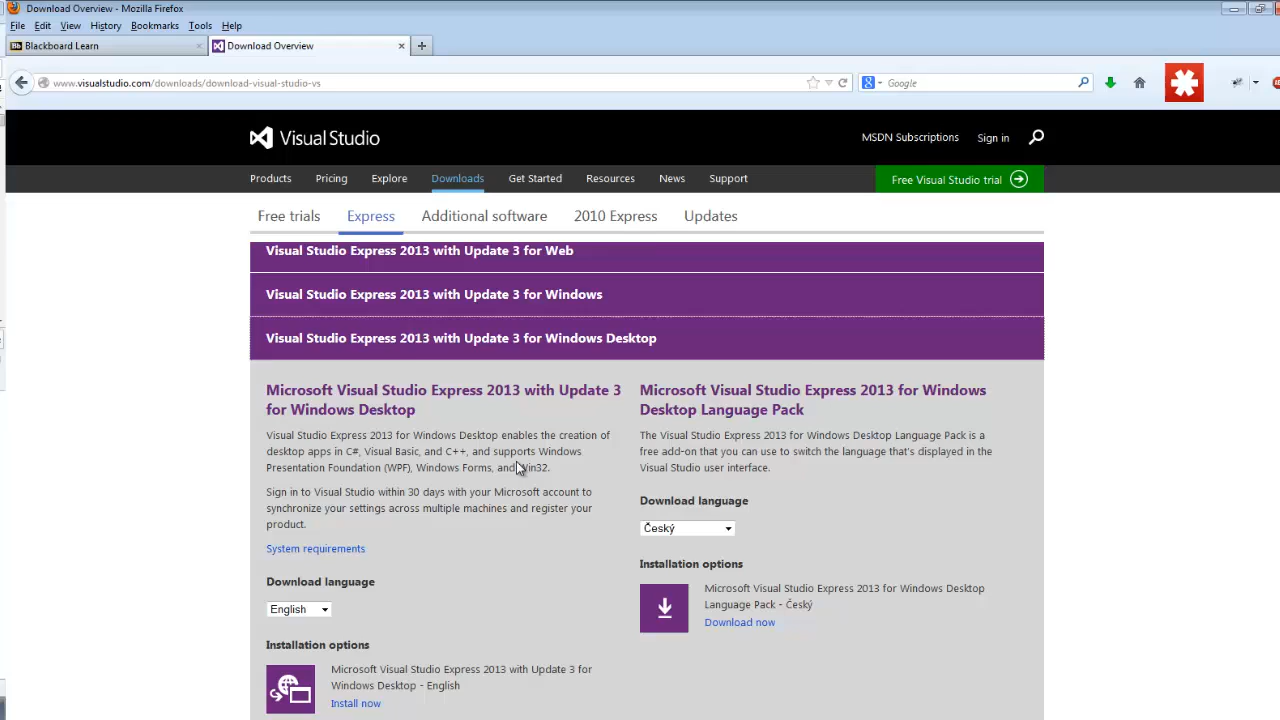 Download Overview - Mozilla Firefox
File Edit View History Bookmarks Tools Help
Bb Blackboard Learn × Download Overview × +
www.visualstudio.com/downloads/download-visual-studio-vs
8 Google
Visual Studio
MSDN Subscriptions Sign in
Products Pricing Explore Downloads Get Started Resources News Support Free Visual Studio trial
Free trials Express Additional software 2010 Express Updates
Visual Studio Express 2013 with Update 3 for Web
Visual Studio Express 2013 with Update 3 for Windows
Visual Studio Express 2013 with Update 3 for Windows Desktop
Microsoft Visual Studio Express 2013 with Update 3
for Windows Desktop
Visual Studio Express 2013 for Windows Desktop enables the creation of
desktop apps in C#, Visual Basic, and C++, and supports Windows
Presentation Foundation (WPF), Windows Forms, and Win32.
Sign in to Visual Studio within 30 days with your Microsoft account to
synchronize your settings across multiple machines and register your
product.
System requirements
Download language
English
Installation options
Microsoft Visual Studio Express 2013 with Update 3 for
Windows Desktop - English
Install now
Microsoft Visual Studio Express 2013 for Windows
Desktop Language Pack
The Visual Studio Express 2013 for Windows Desktop Language Pack is a
free add-on that you can use to switch the language that's displayed in the
Visual Studio user interface.
Download language
Český
Installation options
Microsoft Visual Studio Express 2013 for Windows Desktop
Language Pack - Český
Download now